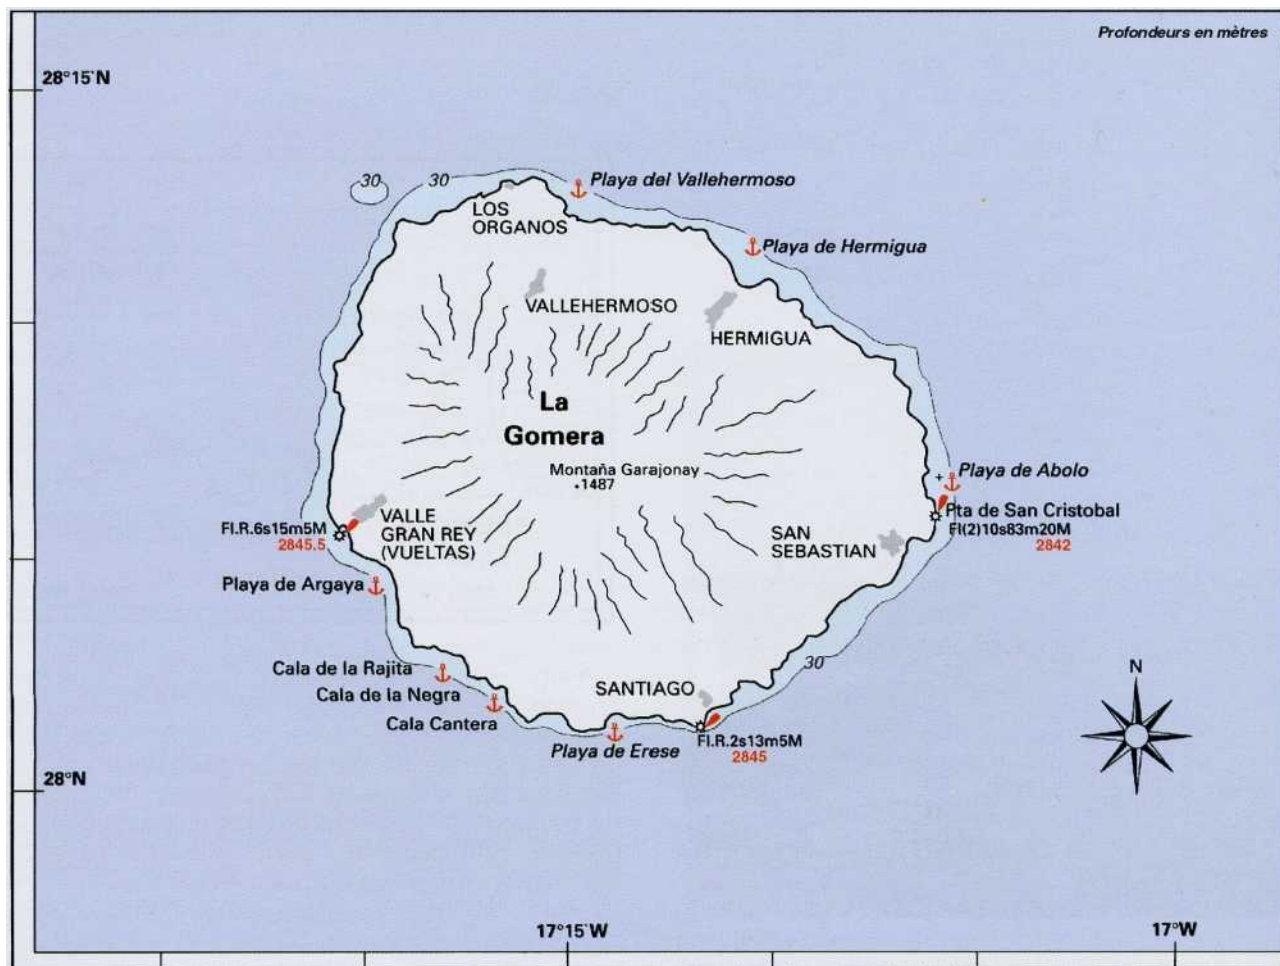 Profondeurs en mètres
28°15'N
30
30
Playa del Vallehermoso
LOS
ORGANOS
Playa de Hermigua
VALLEHERMOSO
HERMIGUA
La
Gomera
Montaña Garajonay
1487
Playa de Abolo
Pta de San Cristobal
Fl(2)10s83m20M
2842
Fl.R.6s15m5M
2845.5
VALLE
GRAN REY
(VUELTAS)
SAN
SEBASTIAN
Playa de Argaya
Cala de la Rajita
Cala de la Negra
Cala Cantera
SANTIAGO
30
N
Playa de Erese
Fl.R.2s13m5M
2845
28°N
17°15'W
17°W